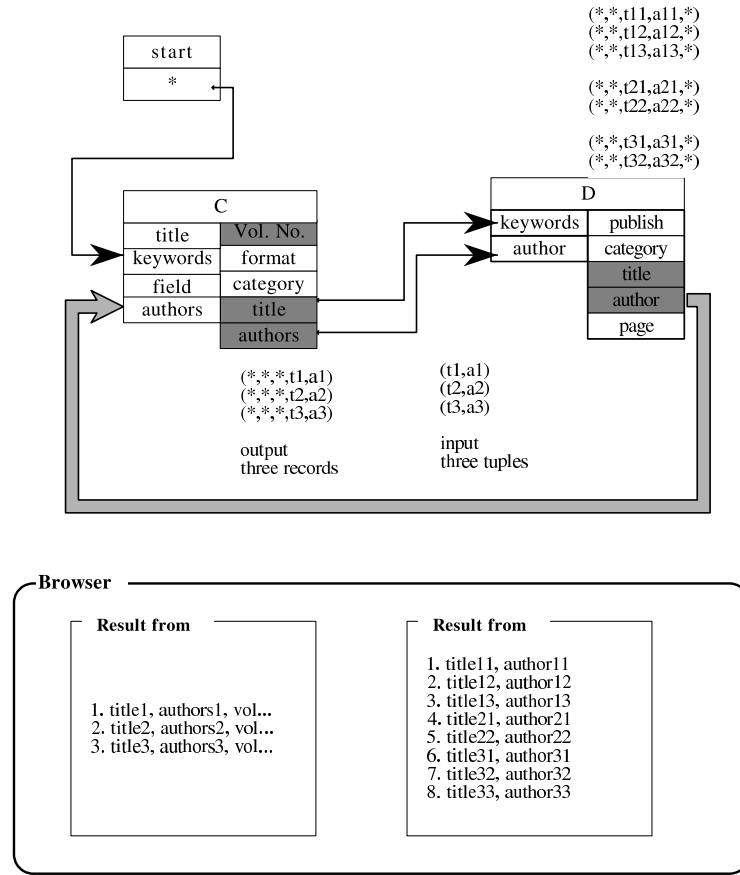 (*,*,t11,a11,*)
(*,*,t12,a12,*)
(*,*,t13,a13,*)
(*,*,t21,a21,*)
(*,*,t22,a22,*)
(*,*,t31,a31,*)
(*,*,t32,a32,*)
start
*
C
title
keywords
field
authors
Vol. No.
format
category
title
authors
D
keywords
author
publish
category
title
author
page
(*,*,*,t1,a1)
(*,*,*,t2,a2)
(*,*,*,t3,a3)
output
three records
(t1,a1)
(t2,a2)
(t3,a3)
input
three tuples
Browser
Result from
1. title1, authors1, vol...
2. title2, authors2, vol...
3. title3, authors3, vol...
Result from
1. title11, author11
2. title12, author12
3. title13, author13
4. title21, author21
5. title22, author22
6. title31, author31
7. title32, author32
8. title33, author33